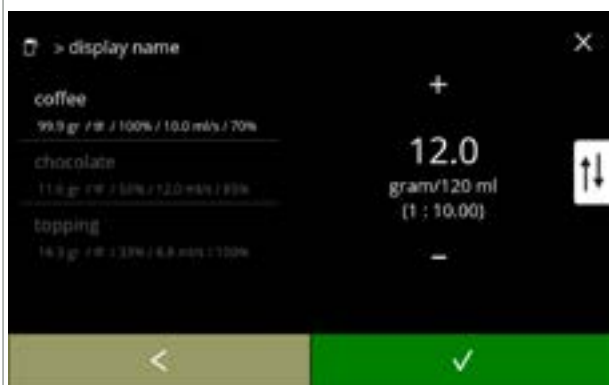 > display name
coffee
99.9 gr / tf / 100% / 10.0 ml/s / 70%
chocolate
topping
+
12.0
gram/120 ml
(1 : 10.00)
−